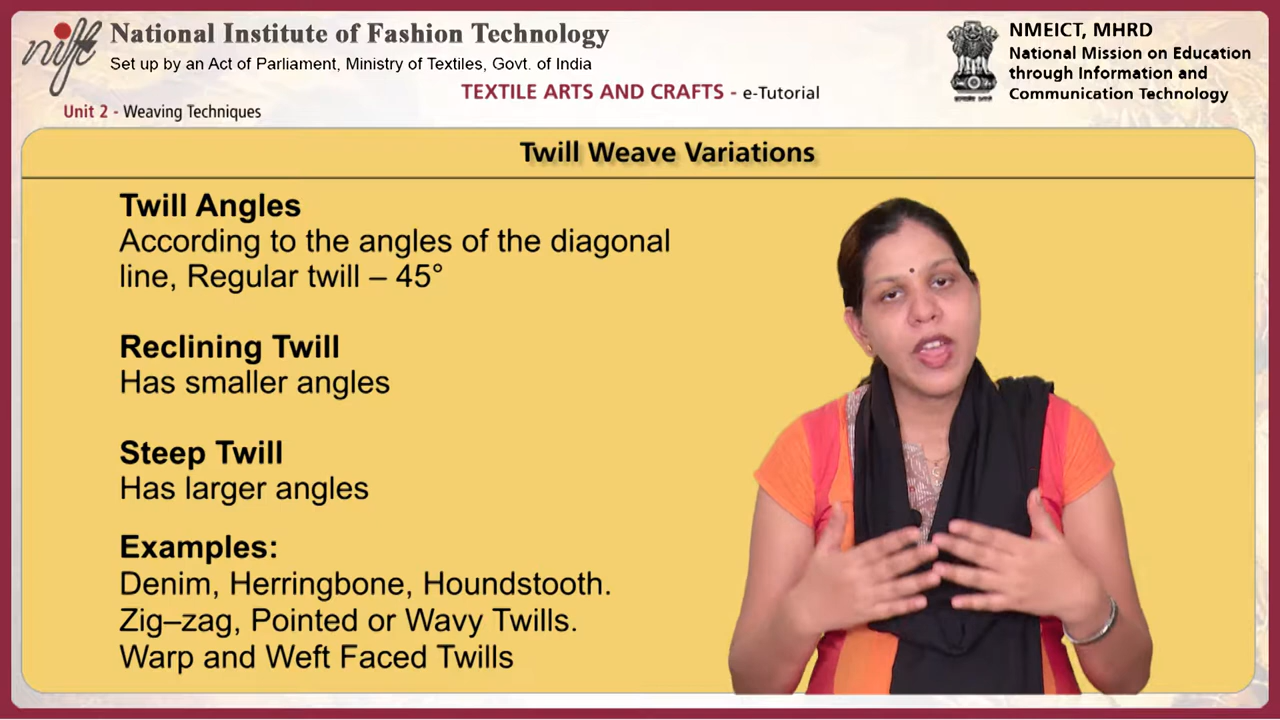 nift
National Institute of Fashion Technology
Set up by an Act of Parliament, Ministry of Textiles, Govt. of India
NMEICT, MHRD
National Mission on Education
through Information and
Communication Technology
TEXTILE ARTS AND CRAFTS - e-Tutorial
Unit 2 - Weaving Techniques
Twill Weave Variations
Twill Angles
According to the angles of the diagonal
line, Regular twill – 45°
Reclining Twill
Has smaller angles
Steep Twill
Has larger angles
Examples:
Denim, Herringbone, Houndstooth.
Zig–zag, Pointed or Wavy Twills.
Warp and Weft Faced Twills